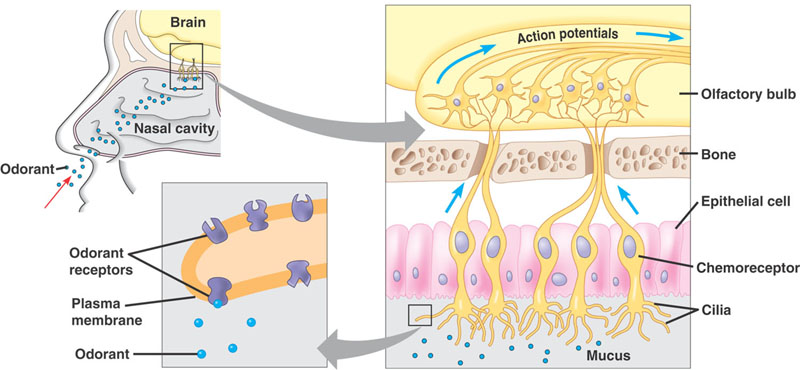 Brain
Nasal cavity
Odorant
Odorant
receptors
Plasma
membrane
Odorant
Action potentials
Olfactory bulb
Bone
Epithelial cell
Chemoreceptor
Cilia
Mucus